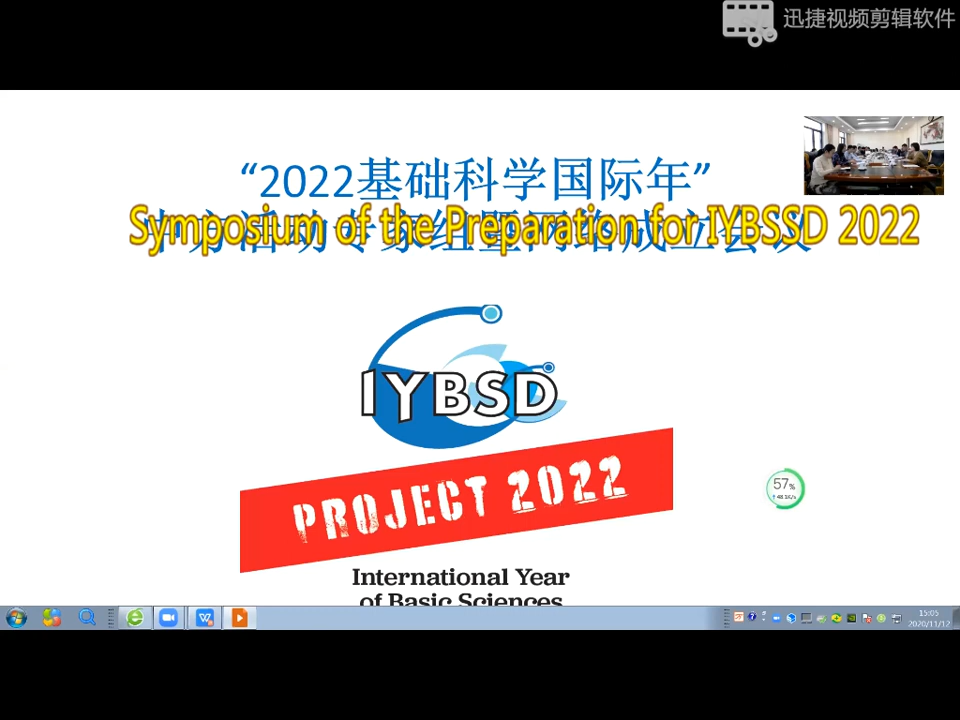 迅捷视频剪辑软件
“2022基础科学国际年”
Symposium of the Preparation for IYBSSD 2022
IYBSD
PROJECT 2022
57%
International Year
of Basic Sciences
15:05
2020/11/12